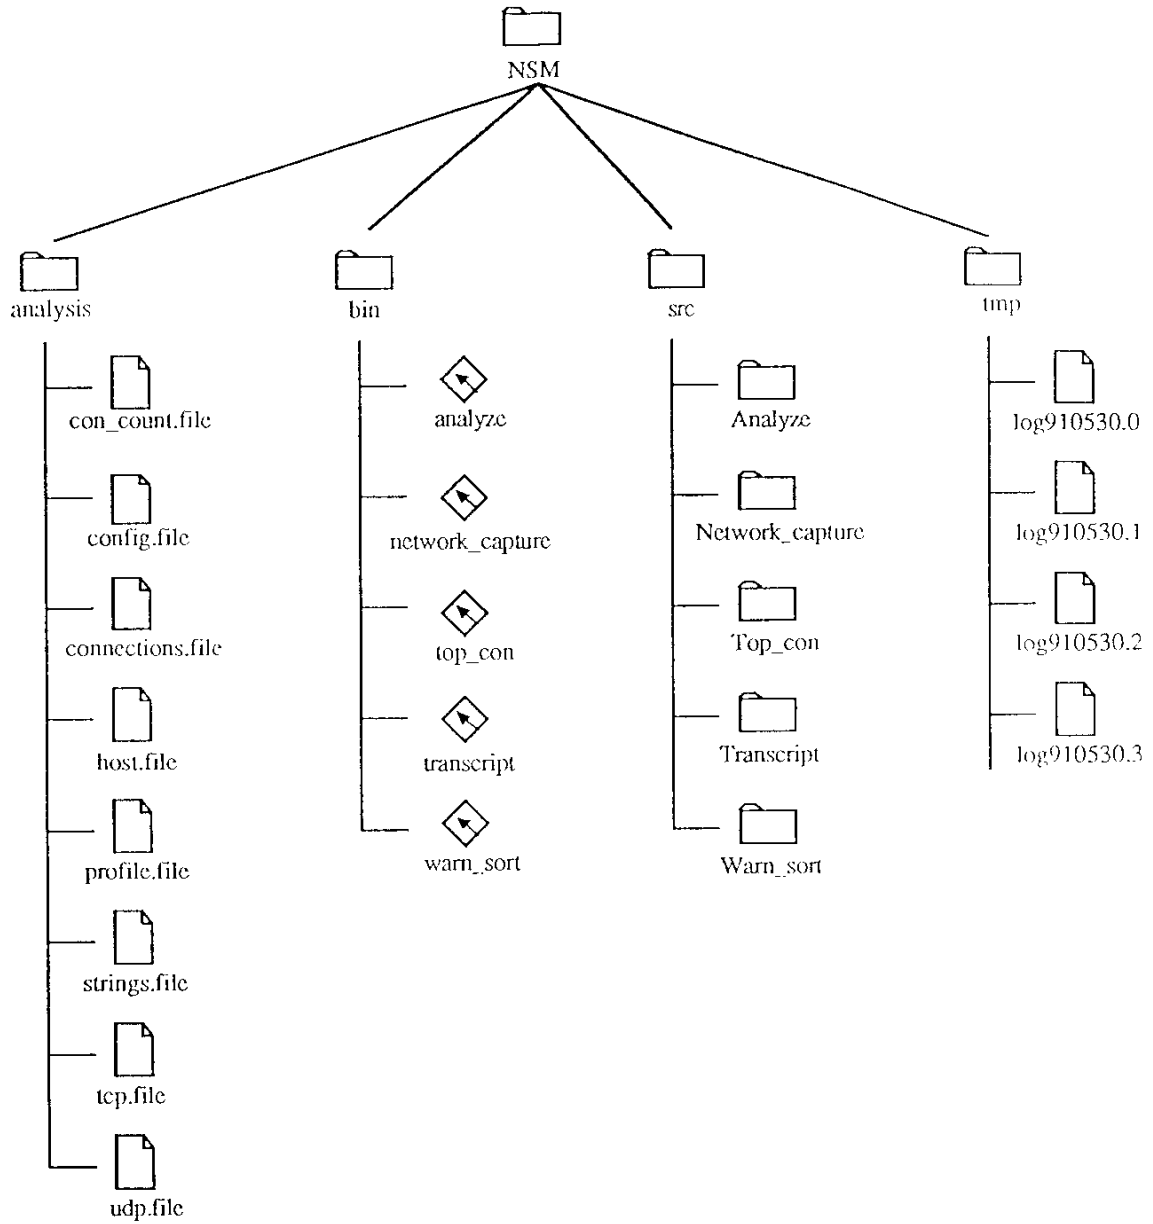 NSM
analysis
bin
src
tmp
con_count.file
config.file
connections.file
host.file
profile.file
strings.file
tcp.file
udp.file
analyze
network_capture
top_con
transcript
warn_sort
Analyze
Network_capture
Top_con
Transcript
Warn_sort
log910530.0
log910530.1
log910530.2
log910530.3